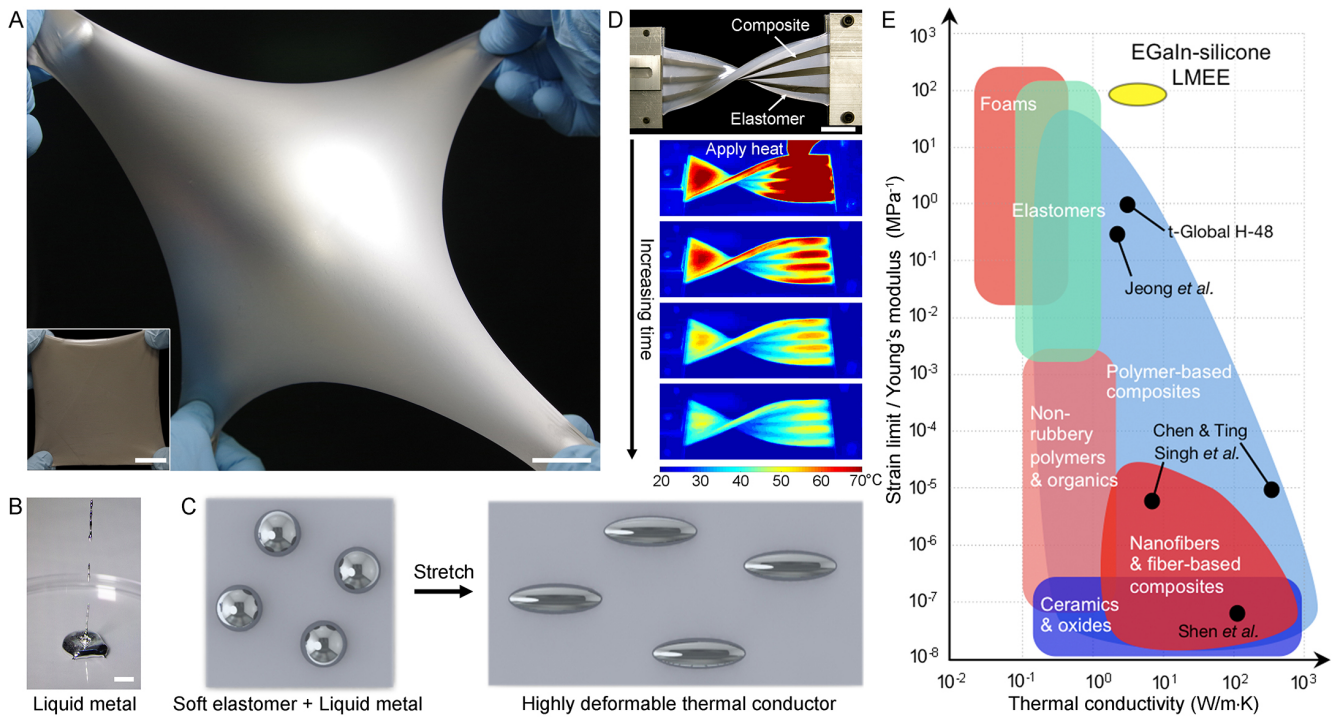 A
B
Liquid metal
C
Stretch
Soft elastomer + Liquid metal
Highly deformable thermal conductor
D
Composite
Elastomer
Apply heat
Increasing time
20 30 40 50 60 70°C
E
Strain limit / Young's modulus (MPa⁻¹)
10³
10²
10¹
10⁰
10⁻¹
10⁻²
10⁻³
10⁻⁴
10⁻⁵
10⁻⁶
10⁻⁷
10⁻⁸
EGaIn-silicone
LMEE
Foams
Elastomers
t-Global H-48
Jeong et al.
Polymer-based
composites
Non-
rubbery
polymers
& organics
Chen & Ting
Singh et al.
Nanofibers
& fiber-based
composites
Ceramics
& oxides
Shen et al.
10⁻² 10⁻¹ 10⁰ 10¹ 10² 10³
Thermal conductivity (W/m·K)